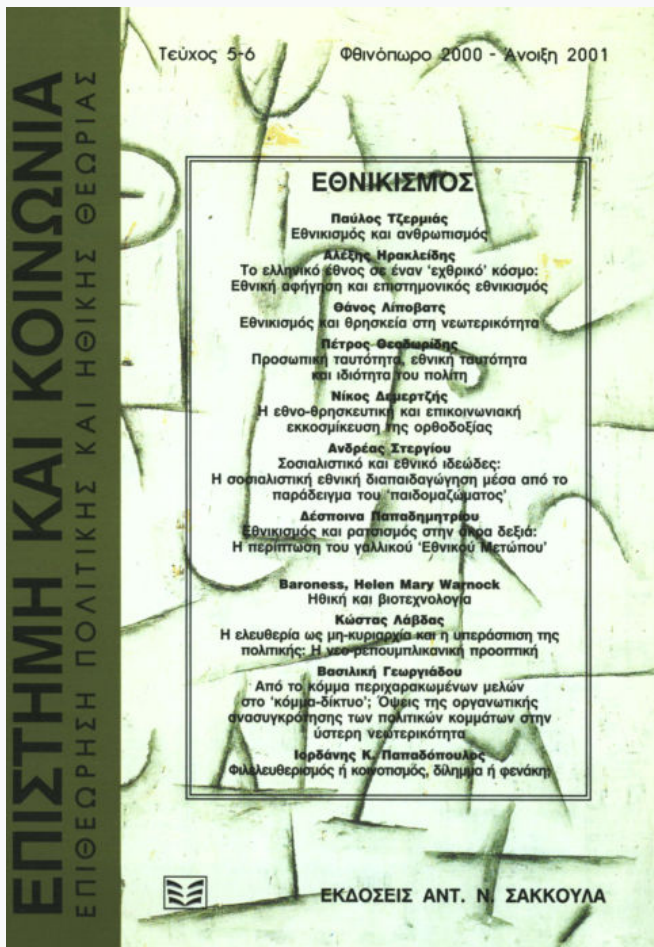 ΕΠΙΣΤΗΜΗ ΚΑΙ ΚΟΙΝΩΝΙΑ
ΕΠΙΘΕΩΡΗΣΗ ΠΟΛΙΤΙΚΗΣ ΚΑΙ ΗΘΙΚΗΣ ΘΕΩΡΙΑΣ
Τεύχος 5-6 Φθινόπωρο 2000 - Άνοιξη 2001
ΕΘΝΙΚΙΣΜΟΣ
Παύλος Τζερμιάς
Εθνικισμός και ανθρωπισμός
Αλέξης Ηρακλείδης
Το ελληνικό έθνος σε έναν 'εχθρικό' κόσμο:
Εθνική αφήγηση και επιστημονικός εθνικισμός
Θάνος Λίποβατς
Εθνικισμός και θρησκεία στη νεωτερικότητα
Πέτρος Θεοδωρίδης
Προσωπική ταυτότητα, εθνική ταυτότητα
και ιδιότητα του πολίτη
Νίκος Δεμερτζής
Η εθνο-θρησκευτική και επικοινωνιακή
εκκοσμίκευση της ορθοδοξίας
Ανδρέας Στεργίου
Σοσιαλιστικό και εθνικό ιδεώδες:
Η σοσιαλιστική εθνική διαπαιδαγώγηση μέσα από το
παράδειγμα του 'παιδομαζώματος'
Δέσποινα Παπαδημητρίου
Εθνικισμός και ρατσισμός στην άκρα δεξιά:
Η περίπτωση του γαλλικού 'Εθνικού Μετώπου'
Baroness, Helen Mary Warnock
Ηθική και βιοτεχνολογία
Κώστας Λάβδας
Η ελευθερία ως μη-κυριαρχία και η υπεράσπιση της
πολιτικής: Η νεο-ρεπουμπλικανική προοπτική
Βασιλική Γεωργιάδου
Από το κόμμα περιχαρακωμένων μελών
στο 'κόμμα-δίκτυο'; Όψεις της οργανωτικής
ανασυγκρότησης των πολιτικών κομμάτων στην
ύστερη νεωτερικότητα
Ιορδάνης Κ. Παπαδόπουλος
Φιλελευθερισμός ή κοινοτισμός, δίλημμα ή φενάκη;
ΕΚΔΟΣΕΙΣ ΑΝΤ. Ν. ΣΑΚΚΟΥΛΑ